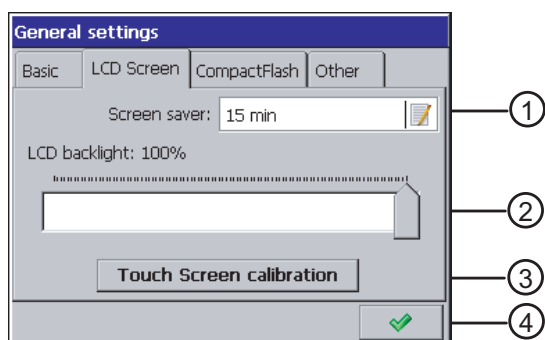 General settings
Basic LCD Screen CompactFlash Other
Screen saver: 15 min 1
LCD backlight: 100%
2
Touch Screen calibration 3
4